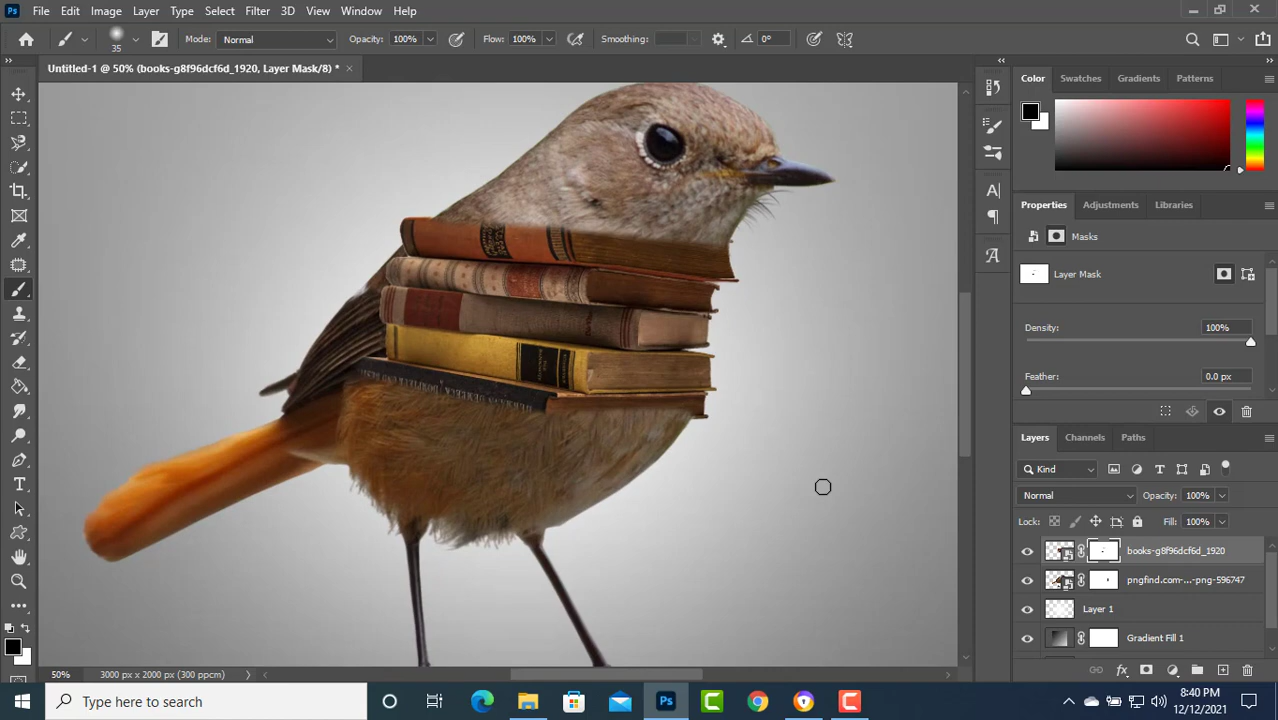 Ps File Edit Image Layer Type Select Filter 3D View Window Help
35 Mode: Normal Opacity: 100% Flow: 100% Smoothing: 0°
Untitled-1 @ 50% (books-g8f96dcf6d_1920, Layer Mask/8) * ×
Color Swatches Gradients Patterns
Properties Adjustments Libraries
Masks
Layer Mask
Density: 100%
Feather: 0.0 px
Layers Channels Paths
Kind
Normal Opacity: 100%
Lock: Fill: 100%
books-g8f96dcf6d_1920
pngfind.com-...-png-596747
Layer 1
Gradient Fill 1
50% 3000 px x 2000 px (300 ppcm)
Type here to search
Ps
8:40 PM
12/12/2021